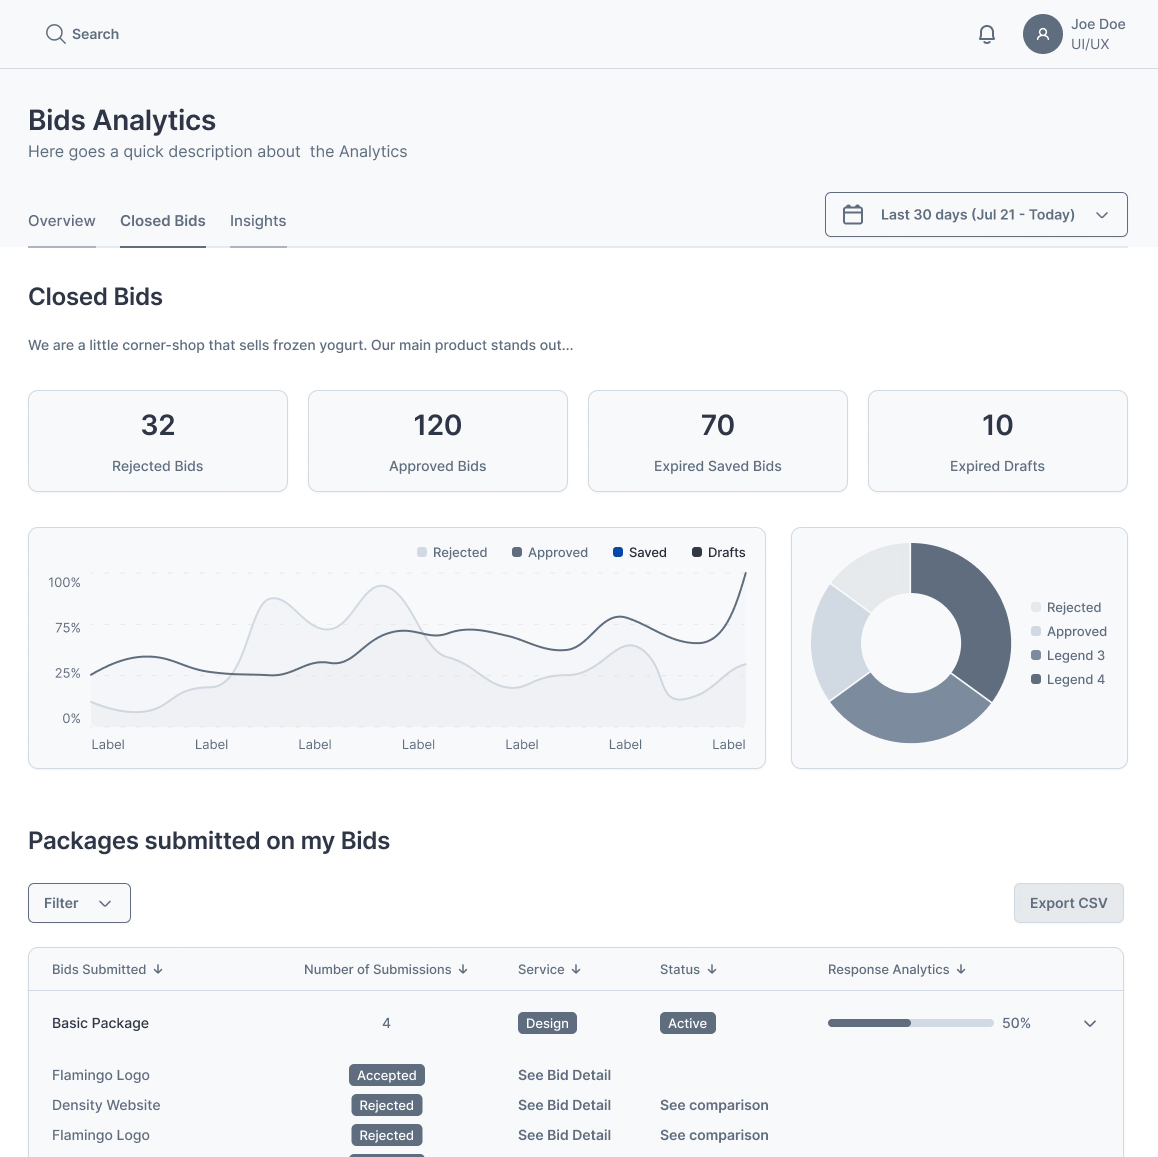 Search
Joe Doe
UI/UX
Bids Analytics
Here goes a quick description about  the Analytics
Overview Closed Bids Insights
Last 30 days (Jul 21 - Today)
Closed Bids
We are a little corner-shop that sells frozen yogurt. Our main product stands out...
32
Rejected Bids
120
Approved Bids
70
Expired Saved Bids
10
Expired Drafts
Rejected Approved Saved Drafts
100%
75%
25%
0%
Label Label Label Label Label Label Label
Rejected
Approved
Legend 3
Legend 4
Packages submitted on my Bids
Filter
Export CSV
Bids Submitted Number of Submissions Service Status Response Analytics
Basic Package 4 Design Active 50%
Flamingo Logo Accepted See Bid Detail
Density Website Rejected See Bid Detail See comparison
Flamingo Logo Rejected See Bid Detail See comparison